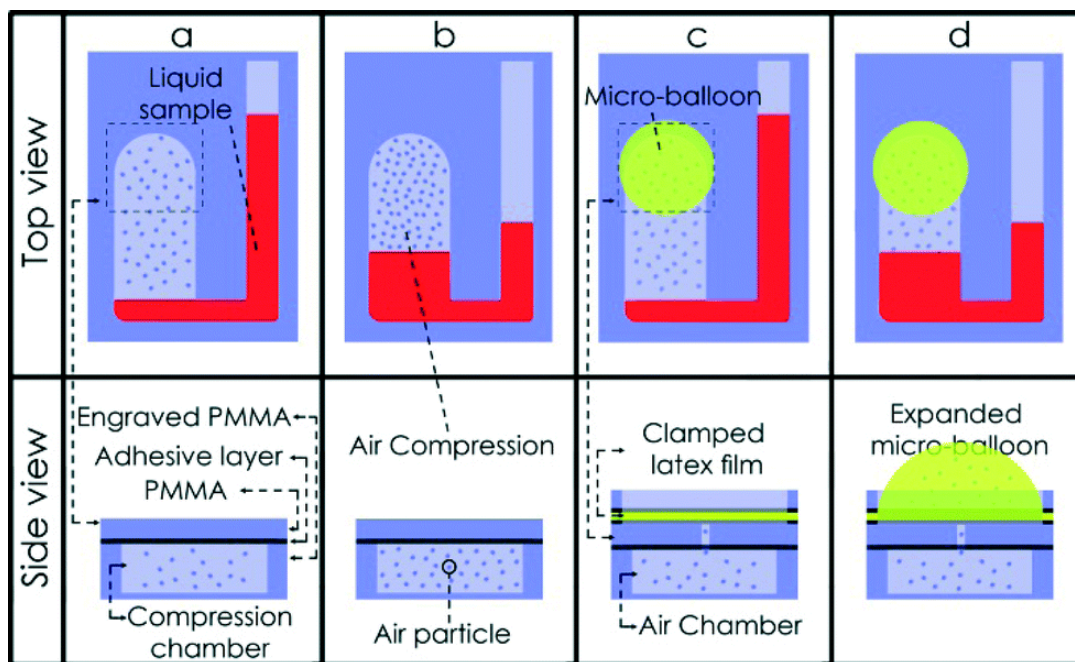 a
b
c
d
Top view
Liquid
sample
Micro-balloon
Side view
Engraved PMMA
Adhesive layer
PMMA
Compression
chamber
Air Compression
Air particle
Clamped
latex film
Air Chamber
Expanded
micro-balloon